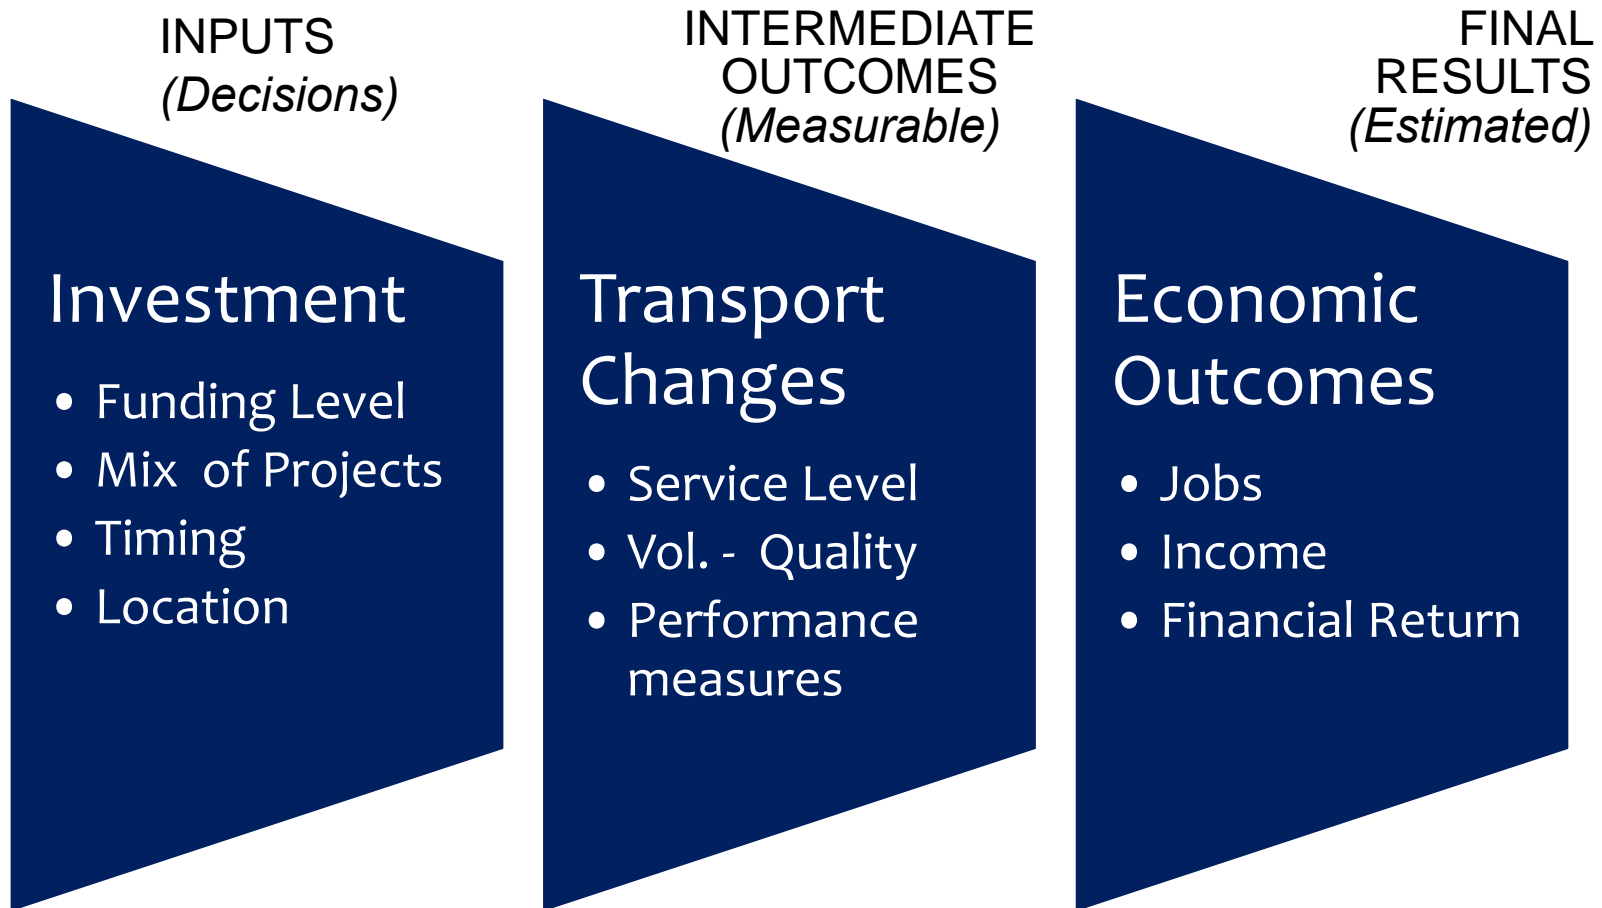 INPUTS
(Decisions)
Investment
• Funding Level
• Mix of Projects
• Timing
• Location
INTERMEDIATE
OUTCOMES
(Measurable)
Transport
Changes
• Service Level
• Vol. - Quality
• Performance
measures
FINAL
RESULTS
(Estimated)
Economic
Outcomes
• Jobs
• Income
• Financial Return